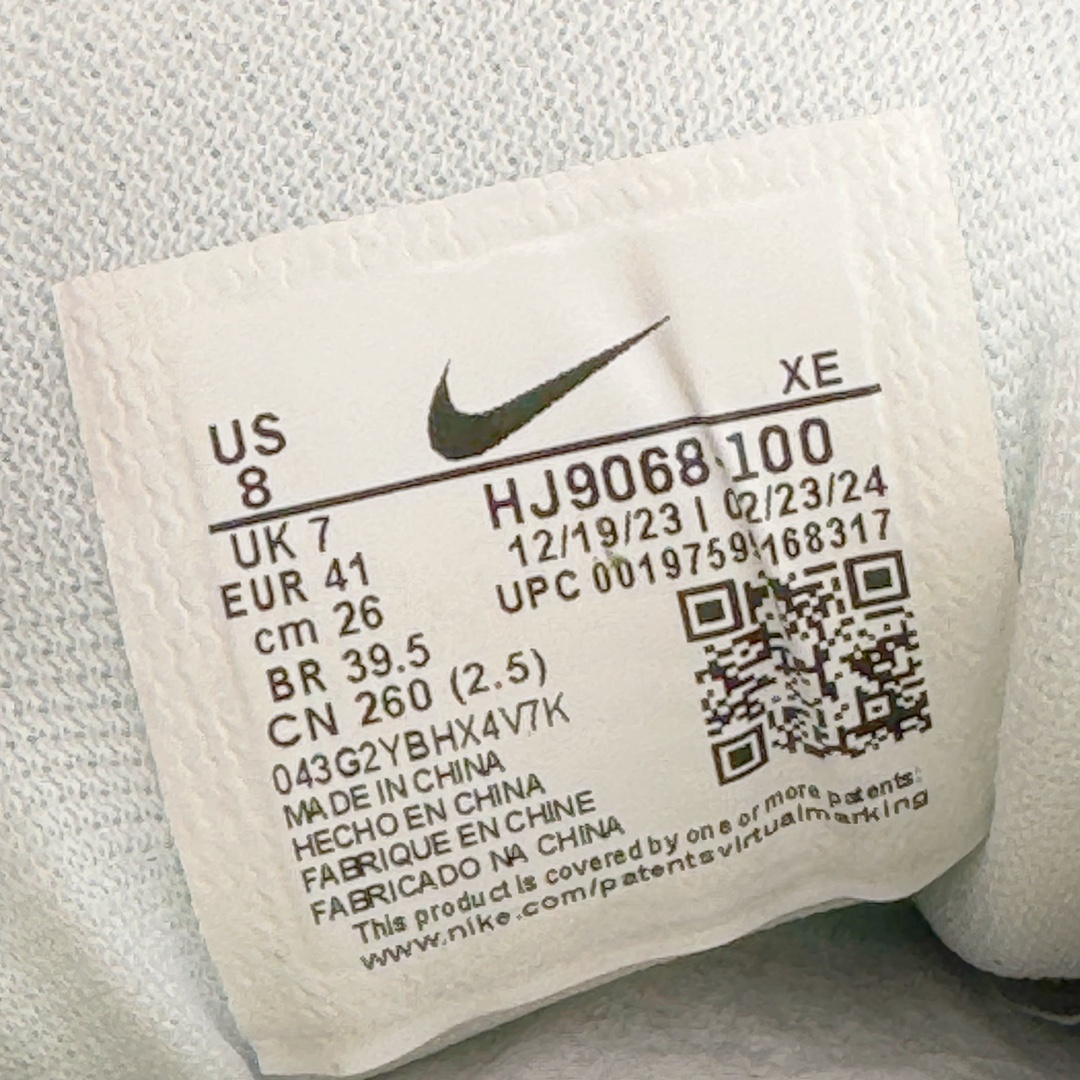 US
8
XE
HJ9068 100
12/19/23 | 02/23/24
UPC 0019759168317
UK 7
EUR 41
cm 26
BR 39.5
CN 260 (2.5)
043G2YBHX4V7K
MADE IN CHINA
HECHO EN CHINA
FABRIQUE EN CHINE
FABRICADO NA CHINA
This product is covered by one or more patents:
www.nike.com/patentsvirtualmarking